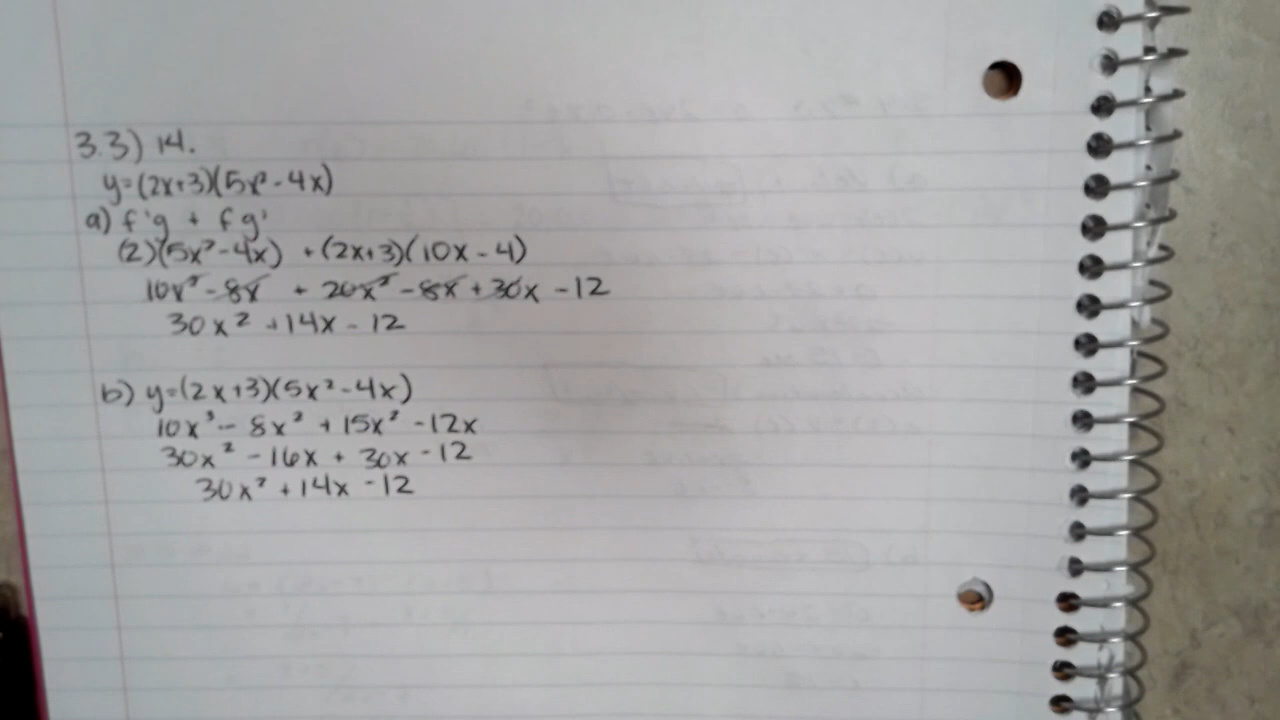 3.3) 14.
y=(2x+3)(5x²-4x)
a) f'g + fg'
(2)(5x²-4x) +(2x+3)(10x-4)
10x²-8x + 20x²-8x+30x-12
30x²+14x-12
b) y=(2x+3)(5x²-4x)
10x³-8x²+15x²-12x
30x²-16x+30x-12
30x²+14x-12